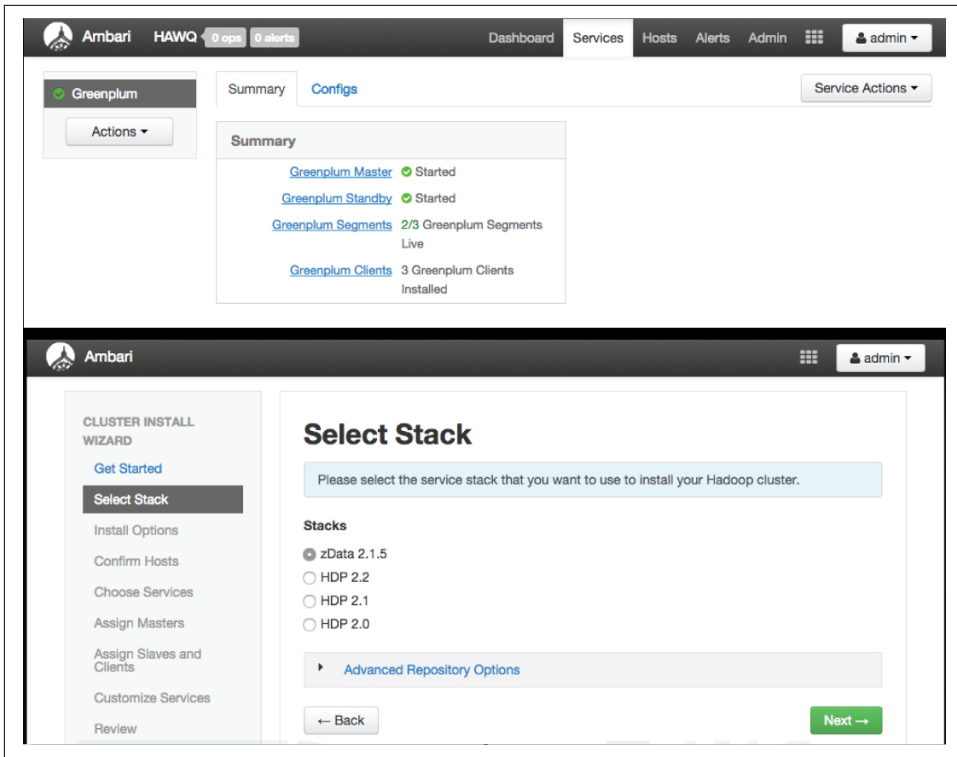 Ambari HAWQ 0 ops 0 alerts Dashboard Services Hosts Alerts Admin admin
Greenplum Summary Configs Service Actions
Actions
Summary
Greenplum Master Started
Greenplum Standby Started
Greenplum Segments 2/3 Greenplum Segments
Live
Greenplum Clients 3 Greenplum Clients
Installed
Ambari admin
CLUSTER INSTALL
WIZARD
Get Started
Select Stack
Install Options
Confirm Hosts
Choose Services
Assign Masters
Assign Slaves and
Clients
Customize Services
Review
Select Stack
Please select the service stack that you want to use to install your Hadoop cluster.
Stacks
zData 2.1.5
HDP 2.2
HDP 2.1
HDP 2.0
Advanced Repository Options
← Back Next →